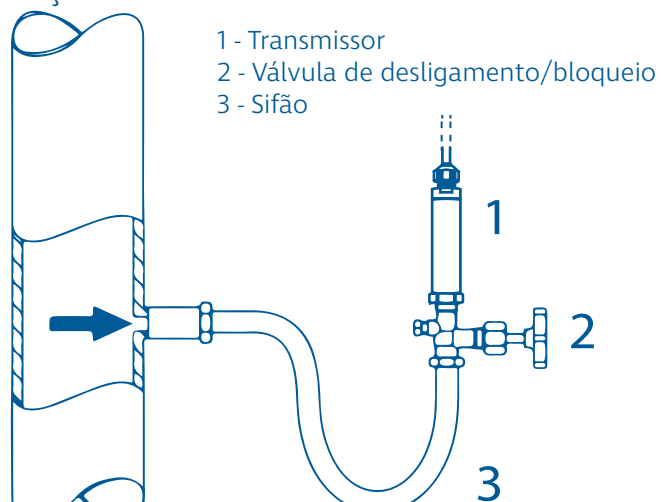 1 - Transmissor
2 - Válvula de desligamento/bloqueio
3 - Sifão
1
2
3